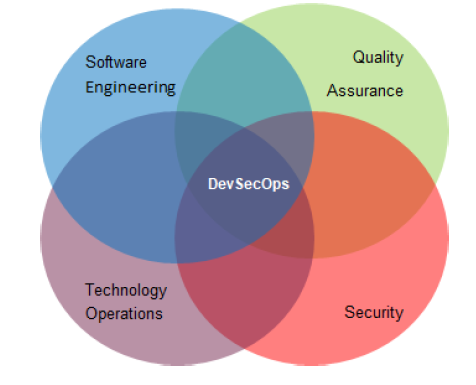 Software
Engineering
Quality
Assurance
DevSecOps
Technology
Operations
Security